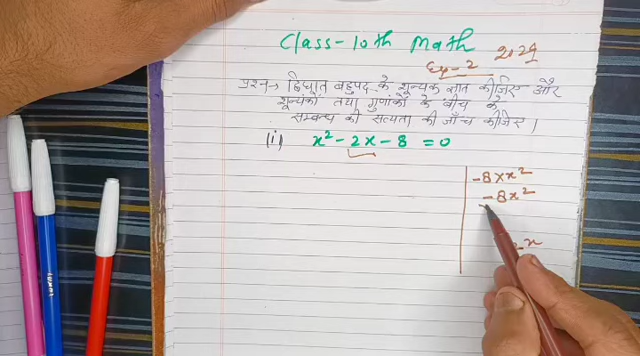 Class-10th Math
Ex-2 2024
प्रश्न→ द्विघात बहुपद के शून्यक ज्ञात कीजिए और
शून्यकों तथा गुणांकों के बीच के
सम्बन्ध की सत्यता की जाँच कीजिए।
(i) x² - 2x - 8 = 0
-8 x x²
-8x²